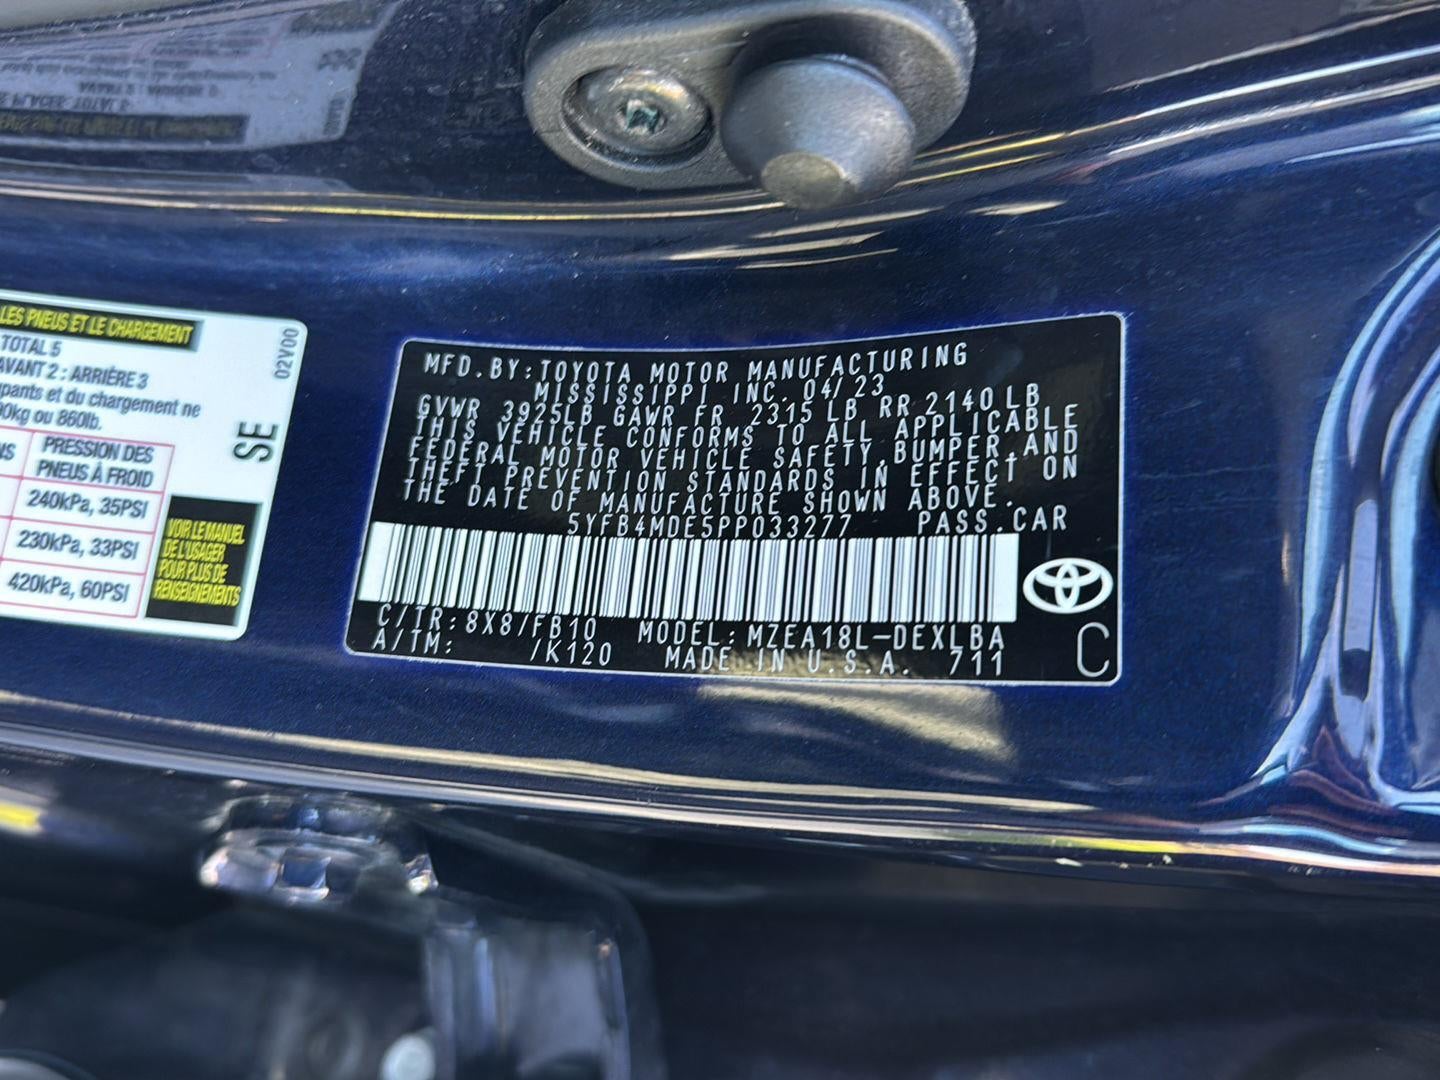 LES PNEUS ET LE CHARGEMENT
TOTAL 5
AVANT 2 : ARRIÈRE 3
pants et du chargement ne
kg ou 860lb.
PRESSION DES
PNEUS À FROID
240kPa, 35PSI
230kPa, 33PSI
420kPa, 60PSI
VOIR LE MANUEL
DE L'USAGER
POUR PLUS DE
RENSEIGNEMENTS
02V00
SE
MFD.BY:TOYOTA MOTOR MANUFACTURING
MISSISSIPPI INC. 04/23
GVWR 3925LB GAWR FR 2315 LB RR 2140 LB
THIS VEHICLE CONFORMS TO ALL APPLICABLE
FEDERAL MOTOR VEHICLE SAFETY,BUMPER,AND
THEFT PREVENTION STANDARDS IN EFFECT ON
THE DATE OF MANUFACTURE SHOWN ABOVE.
5YFB4MDE5PP033277 PASS.CAR
C/TR:8X8/FB10 MODEL:MZEA18L-DEXLBA
A/TM: /K120 MADE IN U.S.A. 711
C